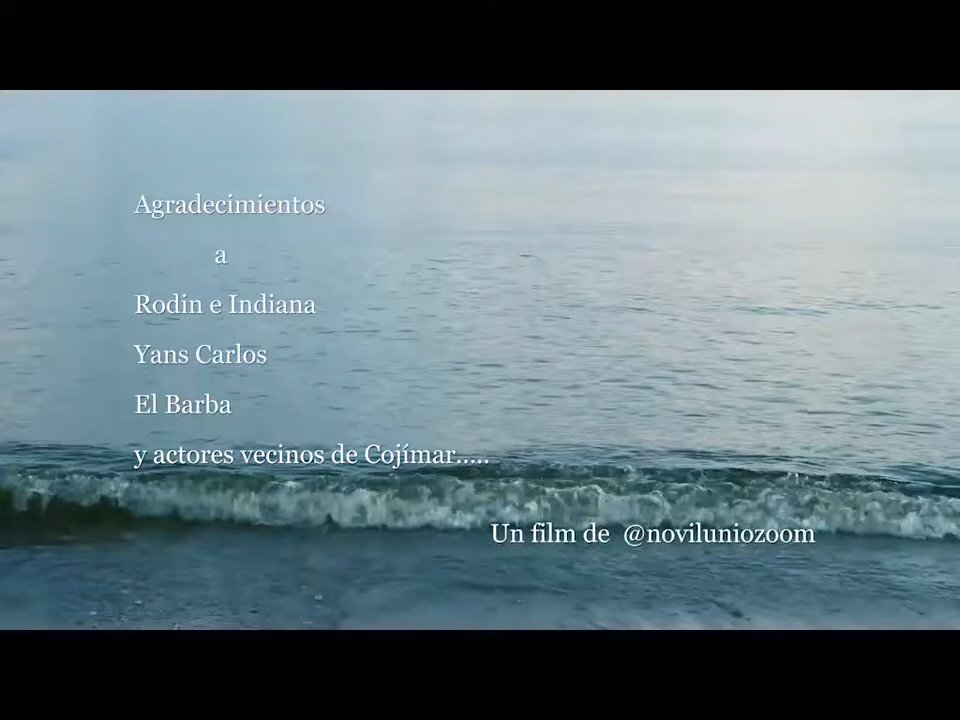 Agradecimientos
a
Rodin e Indiana
Yans Carlos
El Barba
y actores vecinos de Cojímar.....
Un film de @noviluniozoom